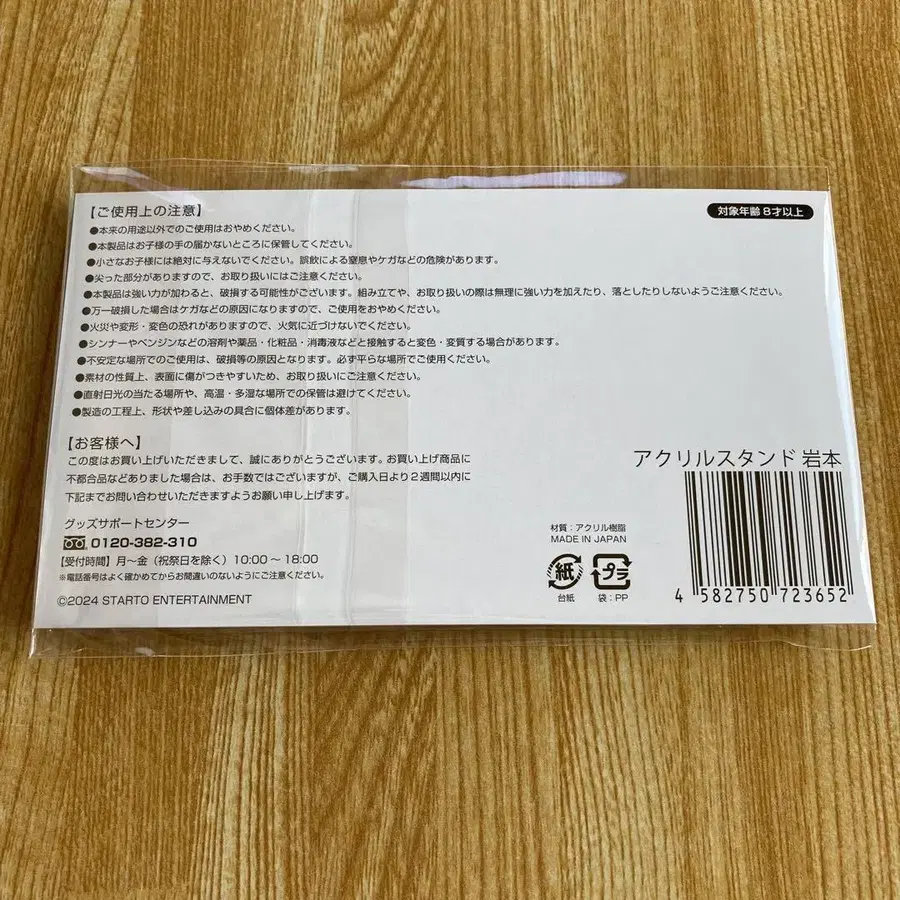 【ご使用上の注意】
対象年齢8才以上
●本来の用途以外でのご使用はおやめください。
●本製品はお子様の手の届かないところに保管してください。
●小さなお子様には絶対に与えないでください。誤飲による窒息やケガなどの危険があります。
●尖った部分がありますので、お取り扱いにはご注意ください。
●本製品は強い力が加わると、破損する可能性がございます。組み立てや、お取り扱いの際は無理に強い力を加えたり、落としたりしないようご注意ください。
●万一破損した場合はケガなどの原因になりますので、ご使用をおやめください。
●火災や変形・変色の恐れがありますので、火気に近づけないでください。
●シンナーやベンジンなどの溶剤や薬品・化粧品・消毒液などと接触すると変色・変質する場合があります。
●不安定な場所でのご使用は、破損等の原因となります。必ず平らな場所でご使用ください。
●素材の性質上、表面に傷がつきやすいため、お取り扱いにご注意ください。
●直射日光の当たる場所や、高温・多湿な場所での保管は避けてください。
●製造の工程上、形状や差し込みの具合に個体差があります。
【お客様へ】
この度はお買い上げいただきまして、誠にありがとうございます。お買い上げ商品に
不都合品などありました場合は、お手数ではございますが、ご購入日より2週間以内に
下記までお問い合わせいただきますようお願い申し上げます。
グッズサポートセンター
0120-382-310
【受付時間】月〜金(祝祭日を除く)10:00〜18:00
※電話番号はよく確かめてからお間違いのないようにご注意ください。
©2024 STARTO ENTERTAINMENT
材質:アクリル樹脂
MADE IN JAPAN
紙
台紙
プラ
袋:PP
アクリルスタンド 岩本
4 582750 723652